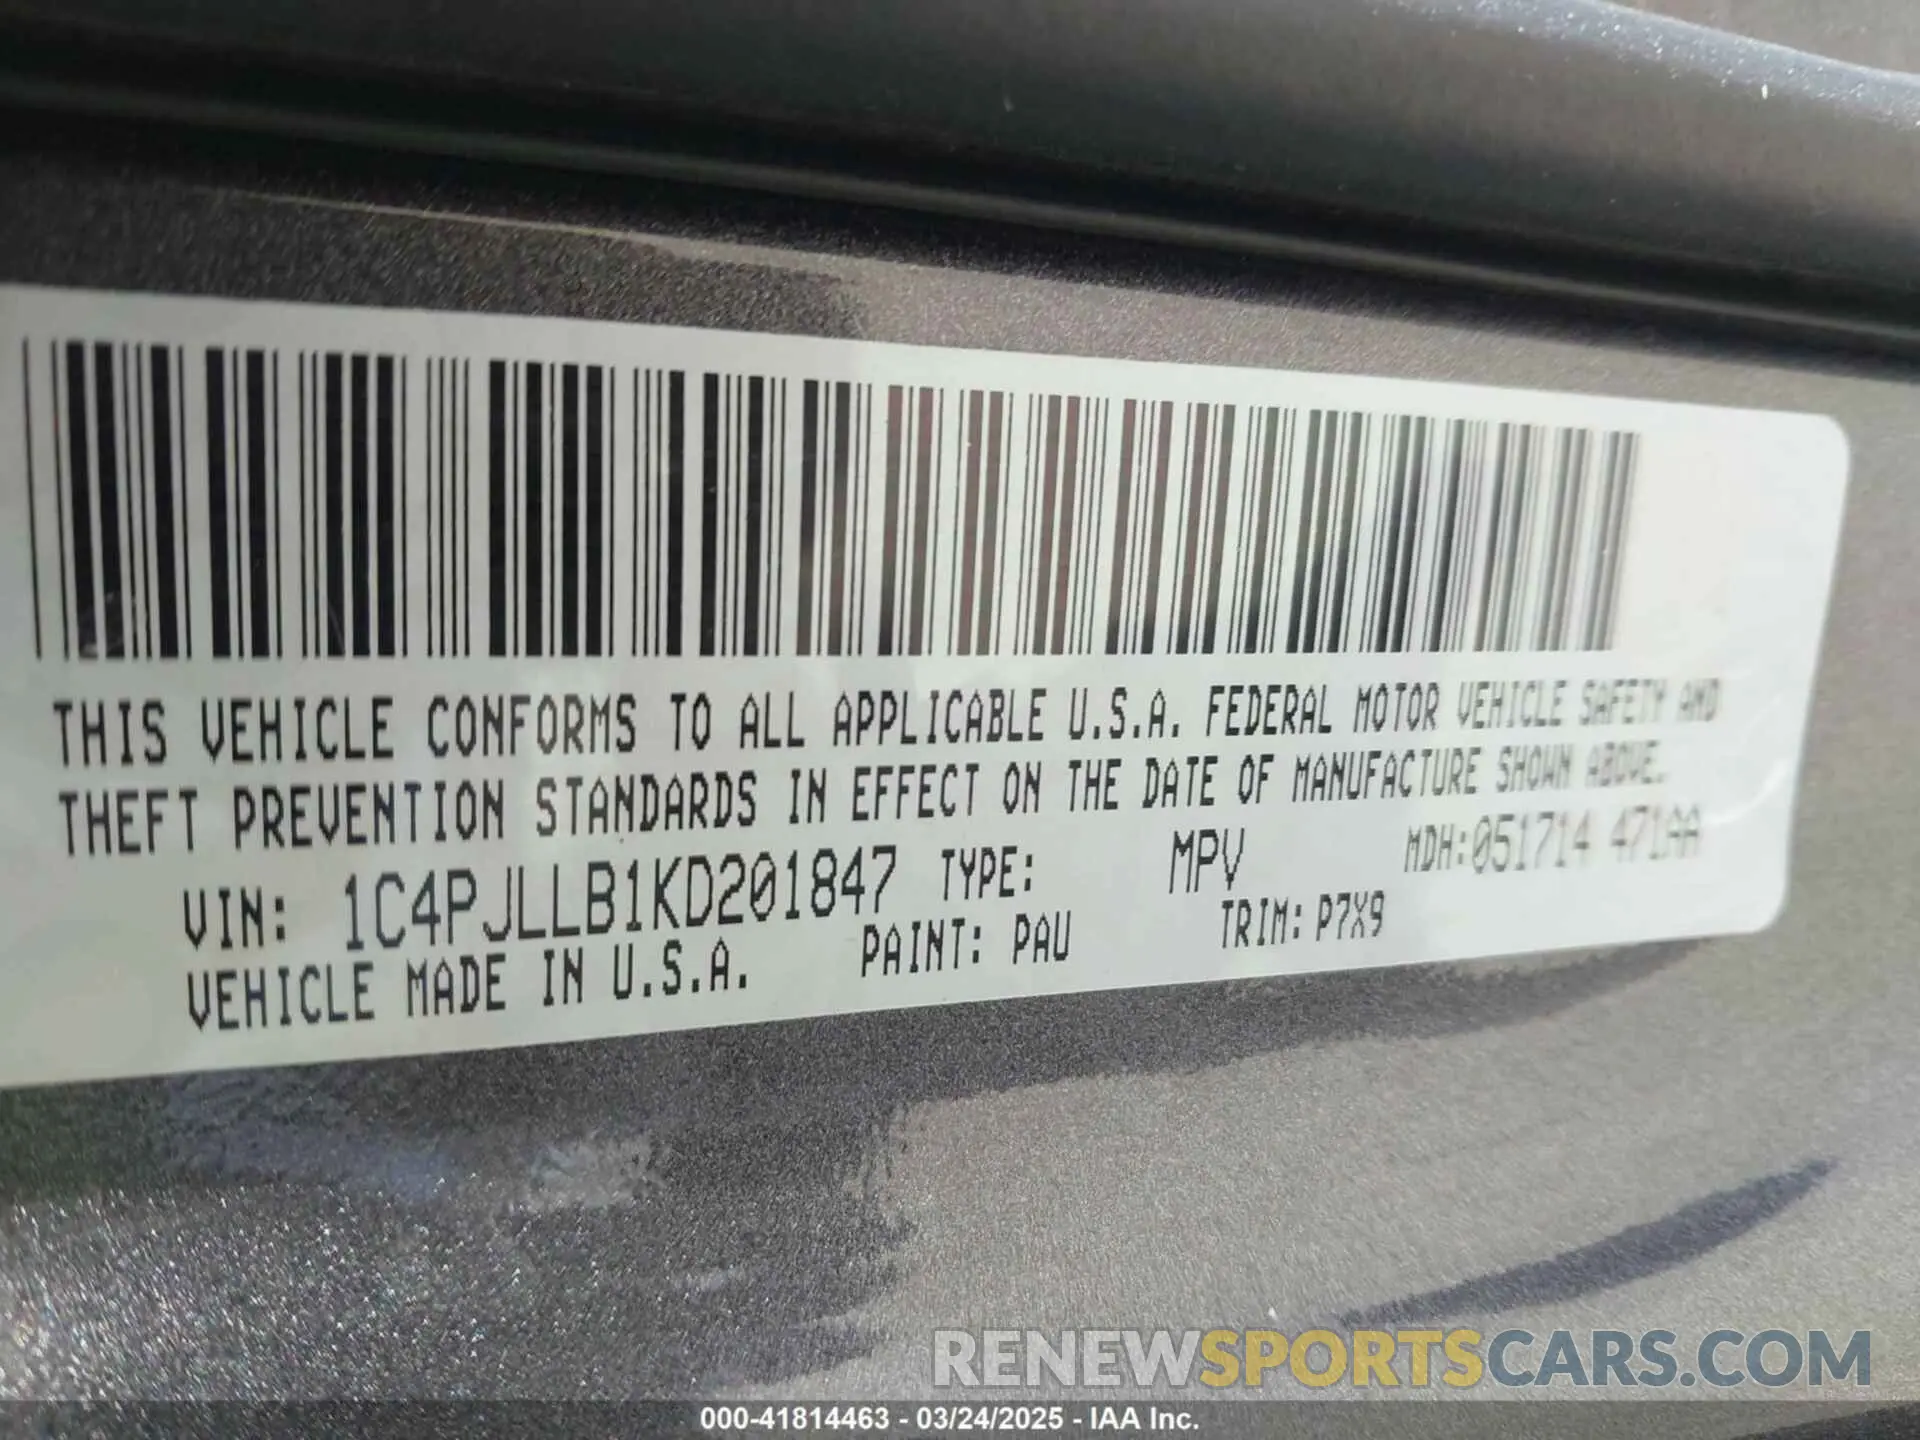 THIS VEHICLE CONFORMS TO ALL APPLICABLE U.S.A. FEDERAL MOTOR VEHICLE SAFETY AND
THEFT PREVENTION STANDARDS IN EFFECT ON THE DATE OF MANUFACTURE SHOWN ABOVE.
VIN: 1C4PJLLB1KD201847 TYPE: MPV MDH:051714 471AA
VEHICLE MADE IN U.S.A. PAINT: PAU TRIM: P7X9
RENEWSPORTSCARS.COM
000-41814463 - 03/24/2025 - IAA Inc.